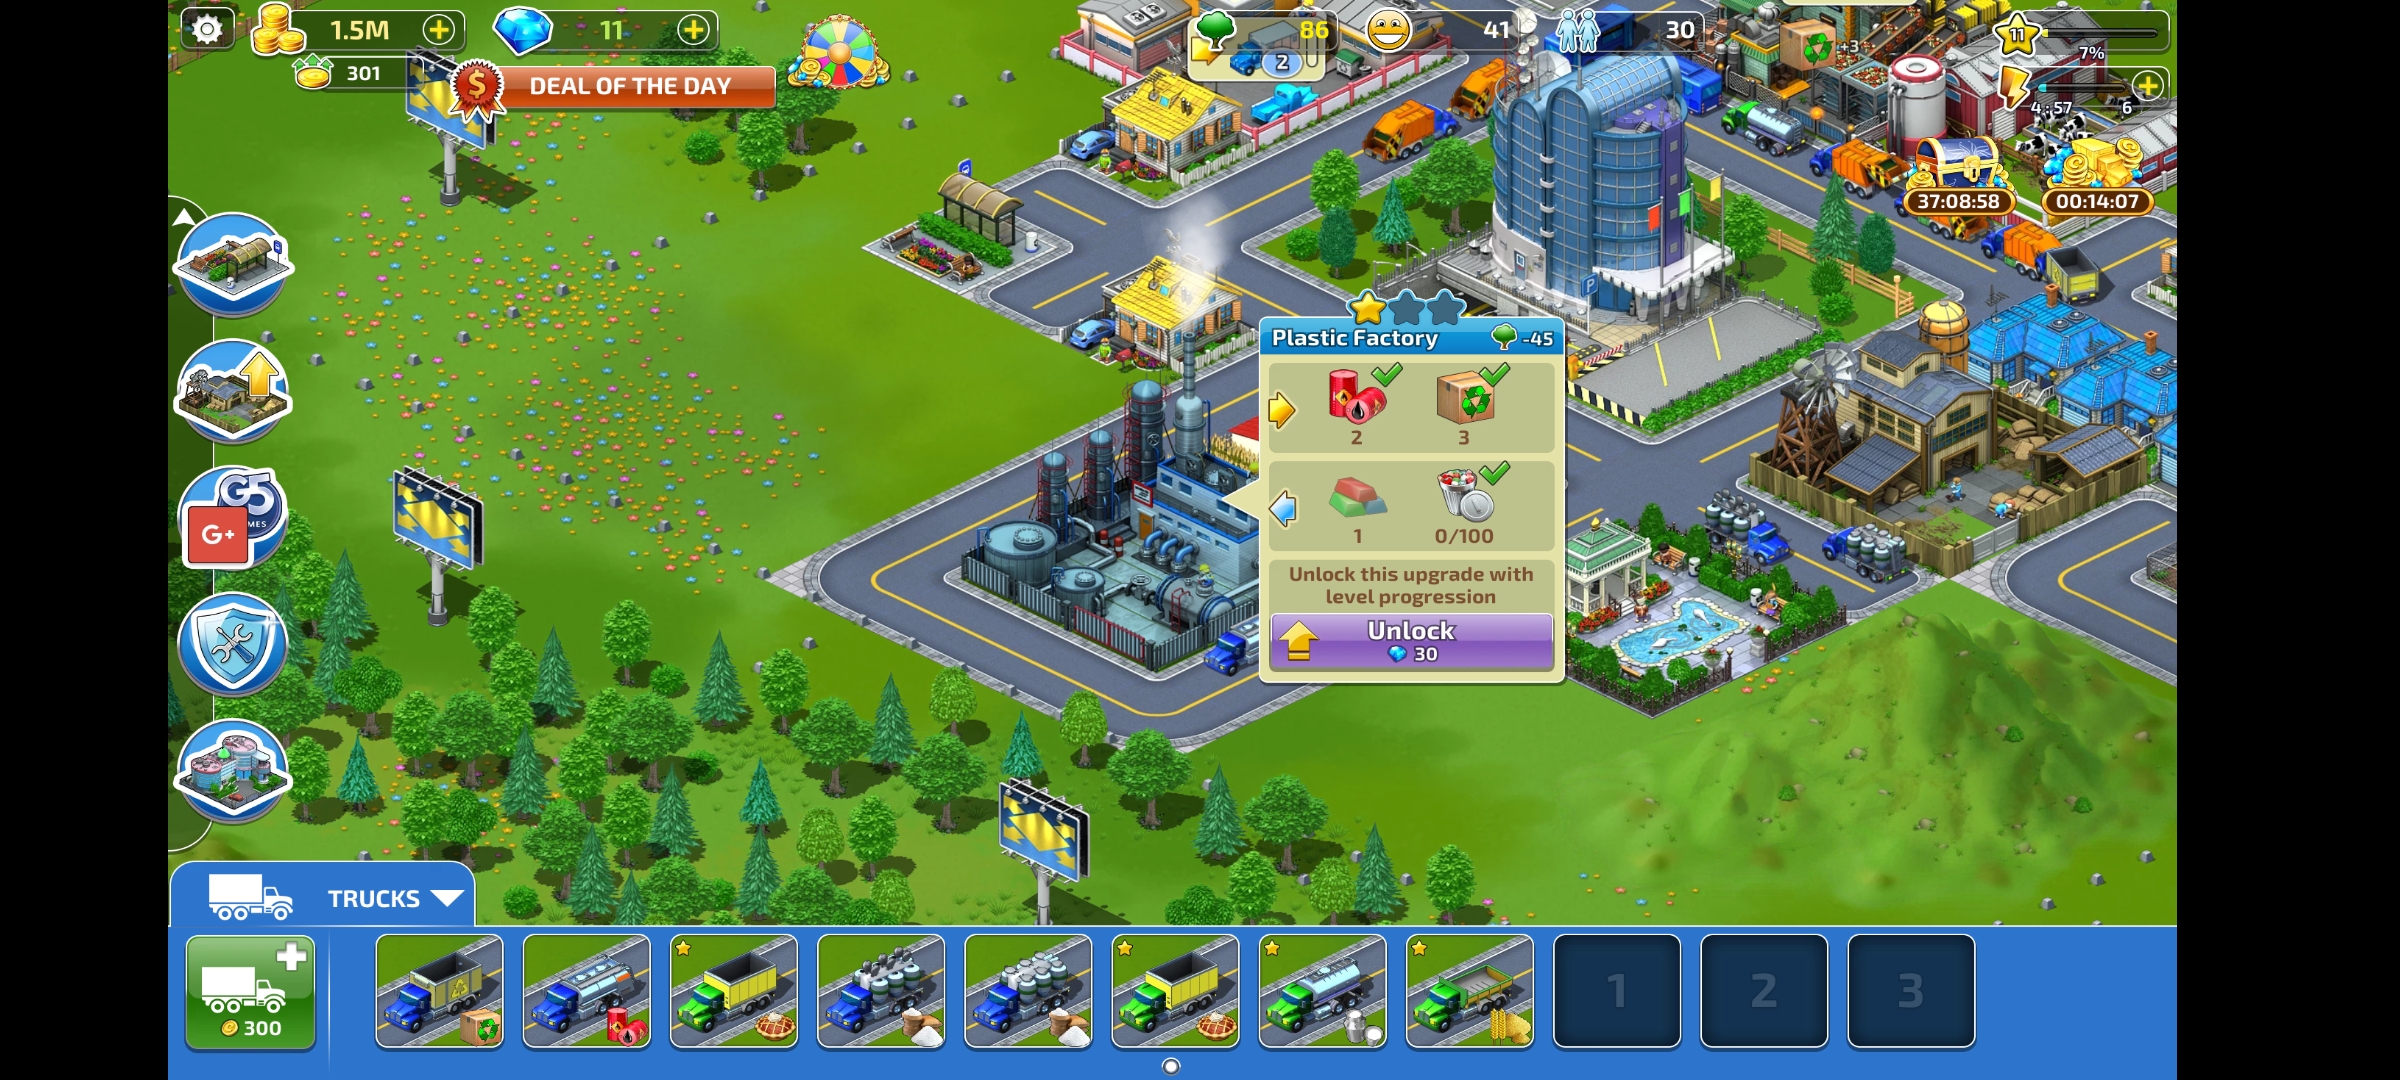 1.5M
11
86
41
30
11
7%
301
DEAL OF THE DAY
2
+3
4:57
6
37:08:58
00:14:07
Plastic Factory
-45
2
3
1
0/100
Unlock this upgrade with
level progression
Unlock
30
G5
G+
P
TRUCKS
300
1
2
3